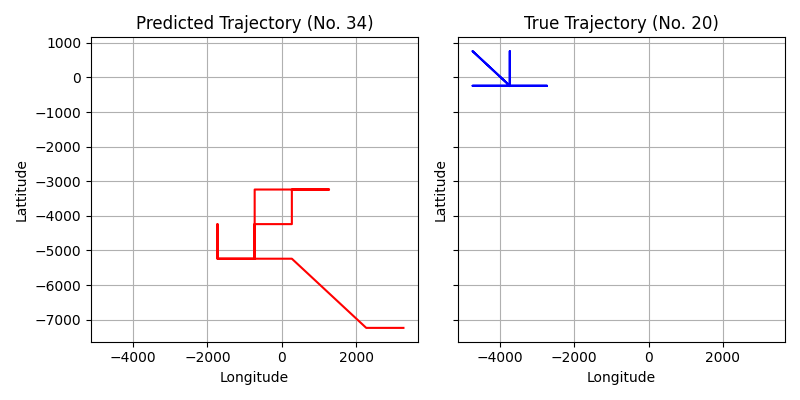 Predicted Trajectory (No. 34)
True Trajectory (No. 20)
1000
0
−1000
−2000
−3000
−4000
−5000
−6000
−7000
Lattitude
Lattitude
−4000 −2000 0 2000
−4000 −2000 0 2000
Longitude
Longitude